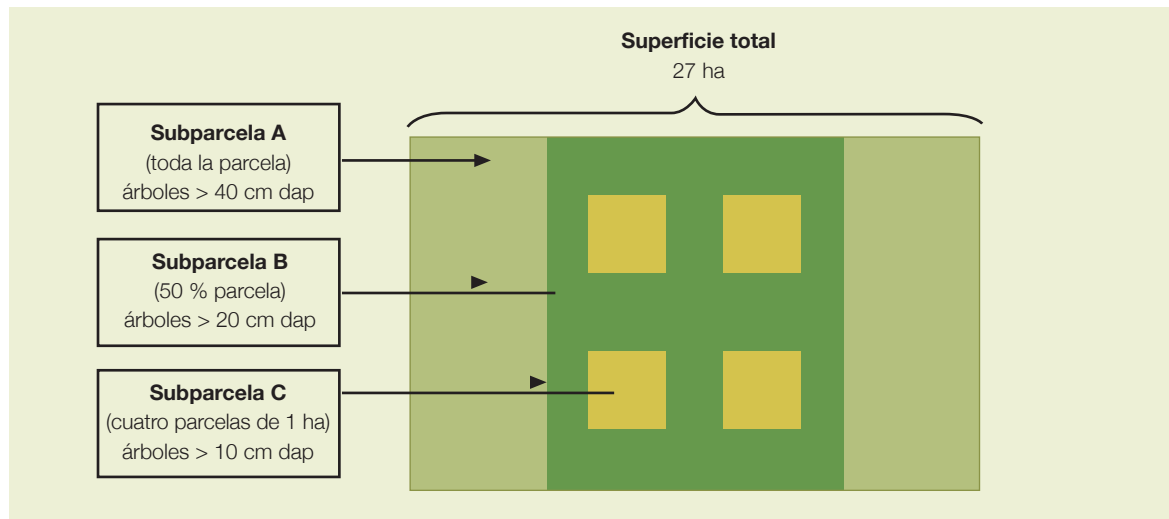 Superficie total
27 ha
Subparcela A
(toda la parcela)
árboles > 40 cm dap
Subparcela B
(50 % parcela)
árboles > 20 cm dap
Subparcela C
(cuatro parcelas de 1 ha)
árboles > 10 cm dap